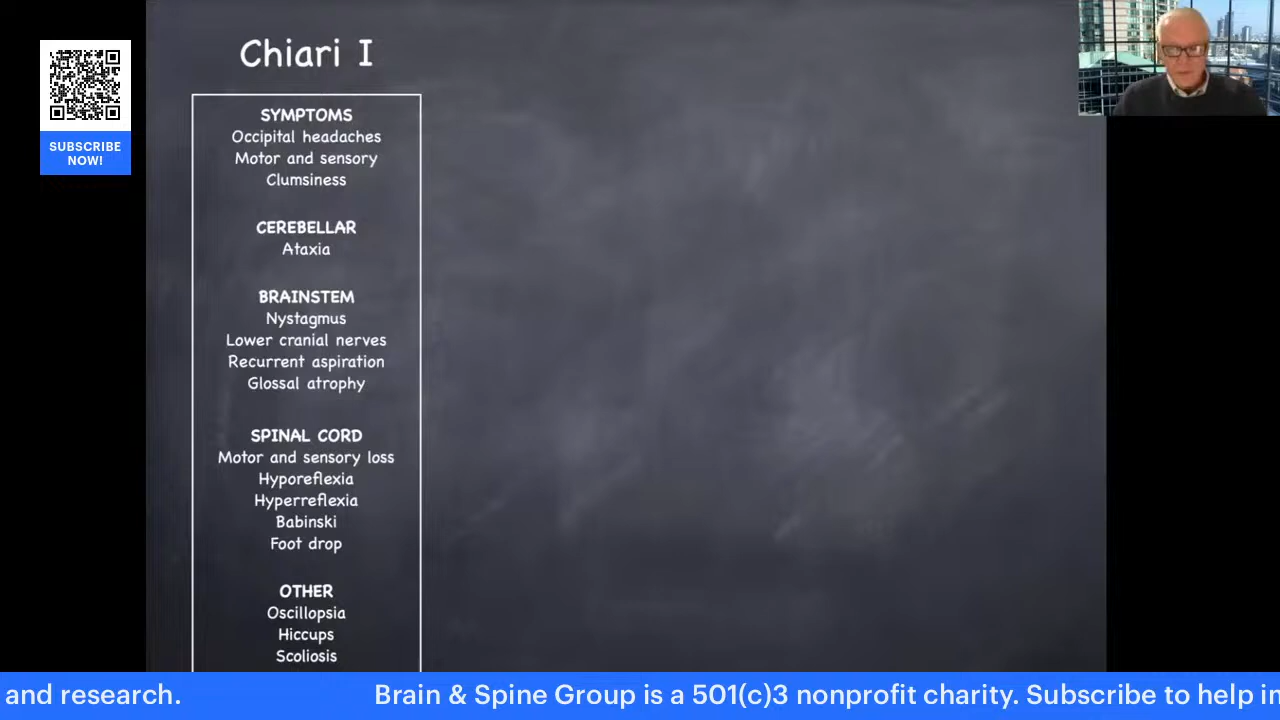 Chiari I
SUBSCRIBE
NOW!
SYMPTOMS
Occipital headaches
Motor and sensory
Clumsiness
CEREBELLAR
Ataxia
BRAINSTEM
Nystagmus
Lower cranial nerves
Recurrent aspiration
Glossal atrophy
SPINAL CORD
Motor and sensory loss
Hyporeflexia
Hyperreflexia
Babinski
Foot drop
OTHER
Oscillopsia
Hiccups
Scoliosis
and research. Brain & Spine Group is a 501(c)3 nonprofit charity. Subscribe to help in